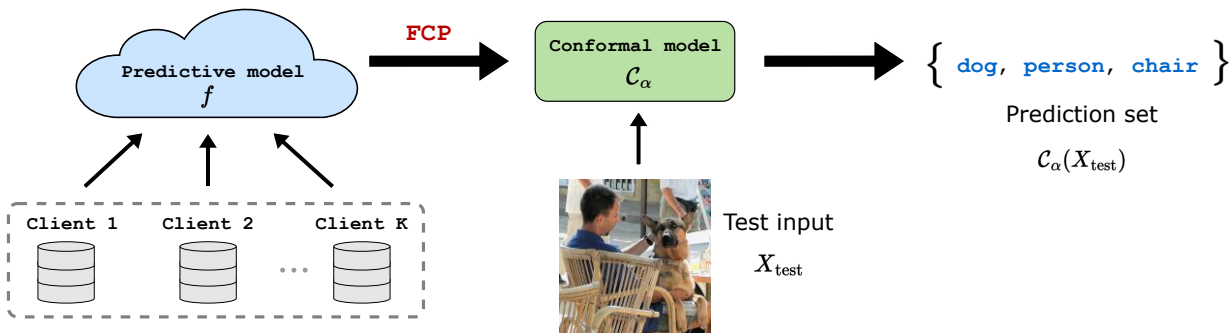 FCP
Predictive model
f
Conformal model
𝒞α
{ dog, person, chair }
Prediction set
𝒞α(Xtest)
Client 1 Client 2 ··· Client K
Test input
Xtest